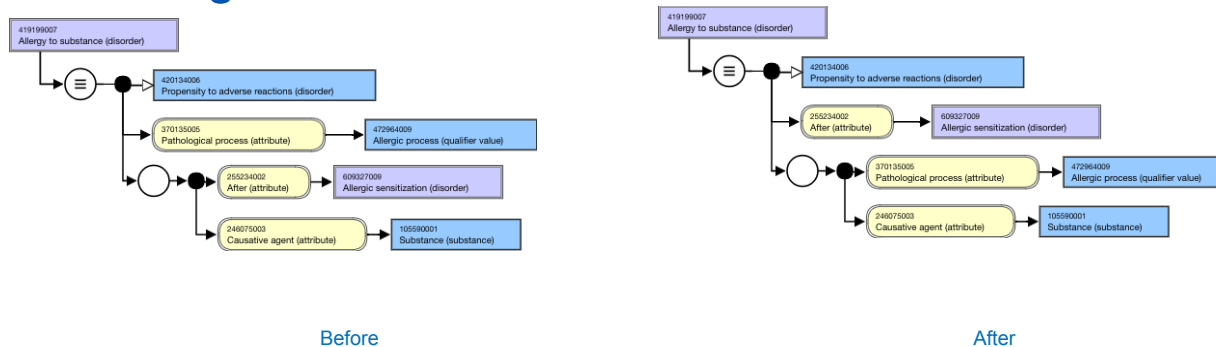 419199007
Allergy to substance (disorder)
420134006
Propensity to adverse reactions (disorder)
370135005
Pathological process (attribute)
472964009
Allergic process (qualifier value)
255234002
After (attribute)
609327009
Allergic sensitization (disorder)
246075003
Causative agent (attribute)
105590001
Substance (substance)
Before
419199007
Allergy to substance (disorder)
420134006
Propensity to adverse reactions (disorder)
255234002
After (attribute)
609327009
Allergic sensitization (disorder)
370135005
Pathological process (attribute)
472964009
Allergic process (qualifier value)
246075003
Causative agent (attribute)
105590001
Substance (substance)
After